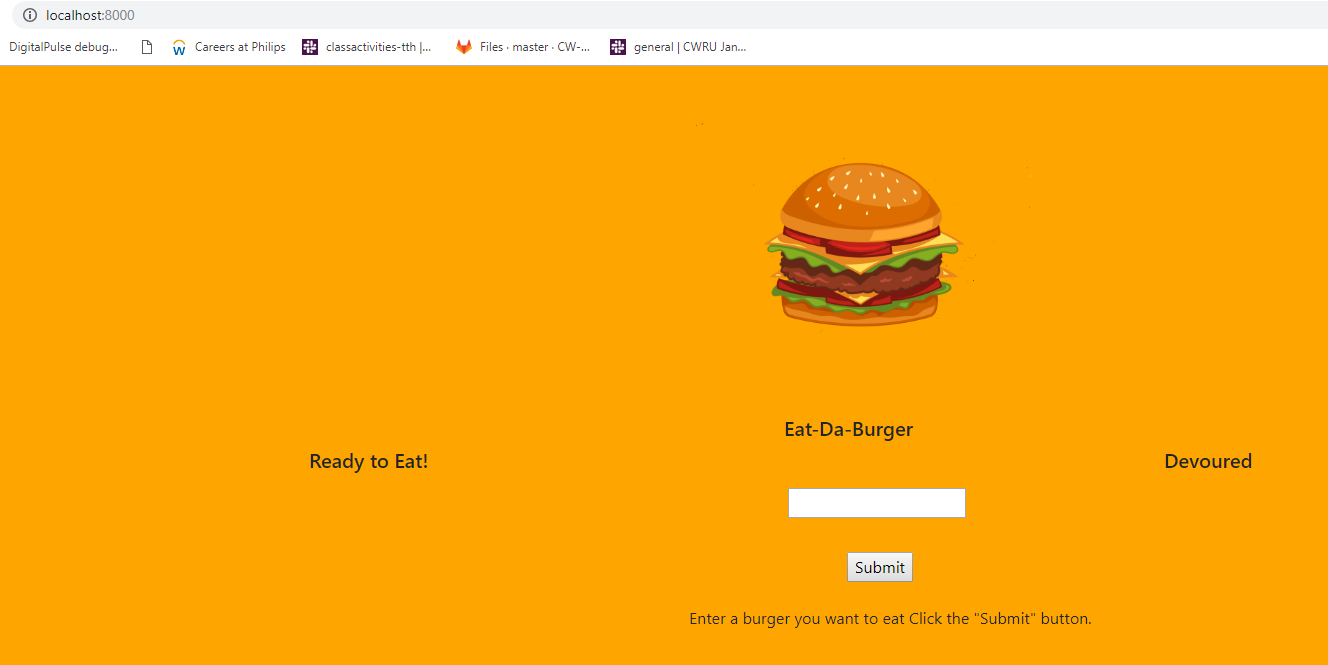 localhost:8000
DigitalPulse debug... Careers at Philips classactivities-tth |... Files · master · CW-... general | CWRU Jan...
Eat-Da-Burger
Ready to Eat! Devoured
Submit
Enter a burger you want to eat Click the "Submit" button.